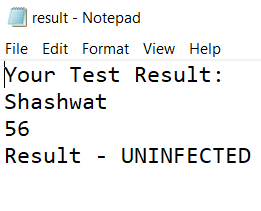 result - Notepad
File Edit Format View Help
Your Test Result:
Shashwat
56
Result - UNINFECTED